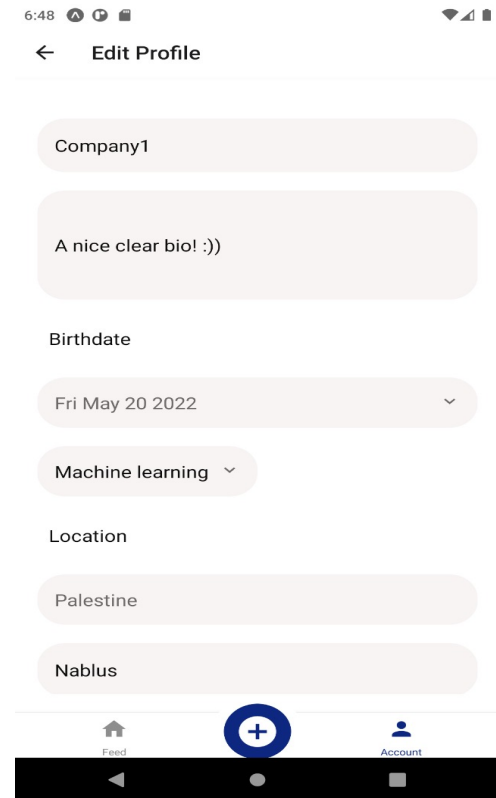 6:48
Edit Profile
Company1
A nice clear bio! :))
Birthdate
Fri May 20 2022
Machine learning
Location
Palestine
Nablus
Feed
Account